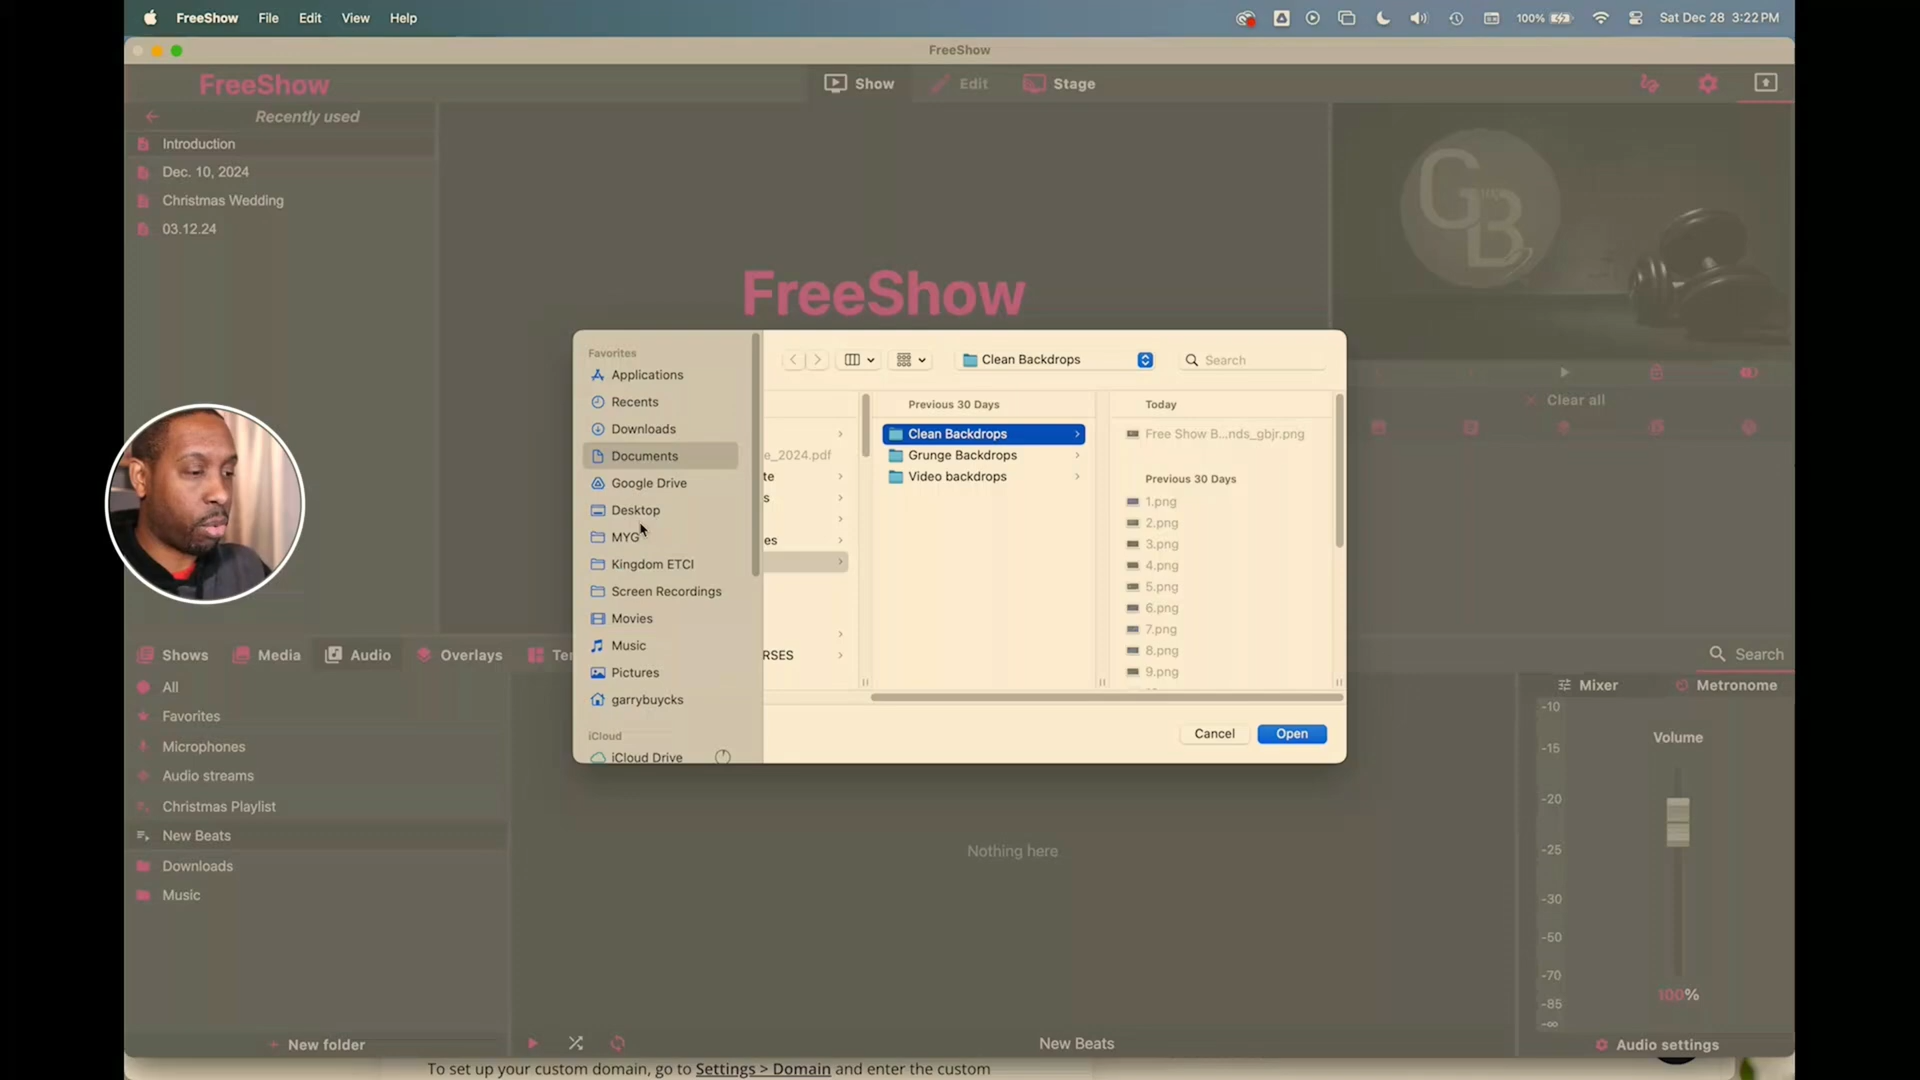 FreeShow File Edit View Help
100% Sat Dec 28 3:22 PM
FreeShow
FreeShow
Show Edit Stage
Recently used
Introduction
Dec. 10, 2024
Christmas Wedding
03.12.24
FreeShow
GB
Clear all
Favorites
Applications
Recents
Downloads
Documents
Google Drive
Desktop
MYG
Kingdom ETCI
Screen Recordings
Movies
Music
Pictures
garrybuycks
iCloud
iCloud Drive
Clean Backdrops
Search
e_2024.pdf
te
s
es
RSES
Previous 30 Days
Clean Backdrops
Grunge Backdrops
Video backdrops
Today
Free Show B...nds_gbjr.png
Previous 30 Days
1.png
2.png
3.png
4.png
5.png
6.png
7.png
8.png
9.png
Cancel Open
Shows Media Audio Overlays Te
Search
All
Favorites
Microphones
Audio streams
Christmas Playlist
New Beats
Downloads
Music
New folder
Nothing here
New Beats
Mixer Metronome
-10
-15
-20
-25
-30
-50
-70
-85
-∞
Volume
100%
Audio settings
To set up your custom domain, go to Settings > Domain and enter the custom